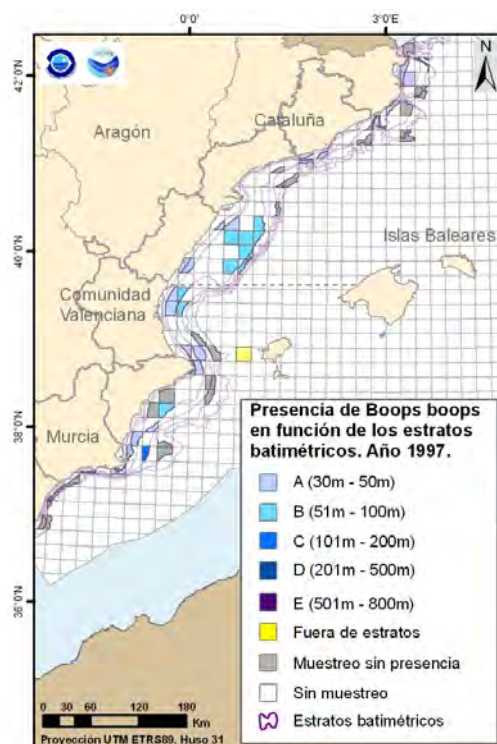 0°0'
3°0'E
N
42°0'N
Cataluña
Aragón
40°0'N
Islas Baleares
Comunidad
Valenciana
38°0'N
Murcia
36°0'N
Presencia de Boops boops
en función de los estratos
batimétricos. Año 1997.
A (30m - 50m)
B (51m - 100m)
C (101m - 200m)
D (201m - 500m)
E (501m - 800m)
Fuera de estratos
Muestreo sin presencia
Sin muestreo
Estratos batimétricos
0 30 60 120 180
Km
Proyección UTM ETRS89. Huso 31